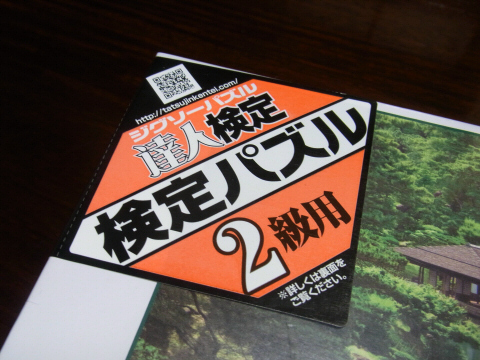 http://tatsujinkentei.com/
ジグソーパズル
達人検定
検定パズル
2級用
※詳しくは裏面を
ご覧ください。